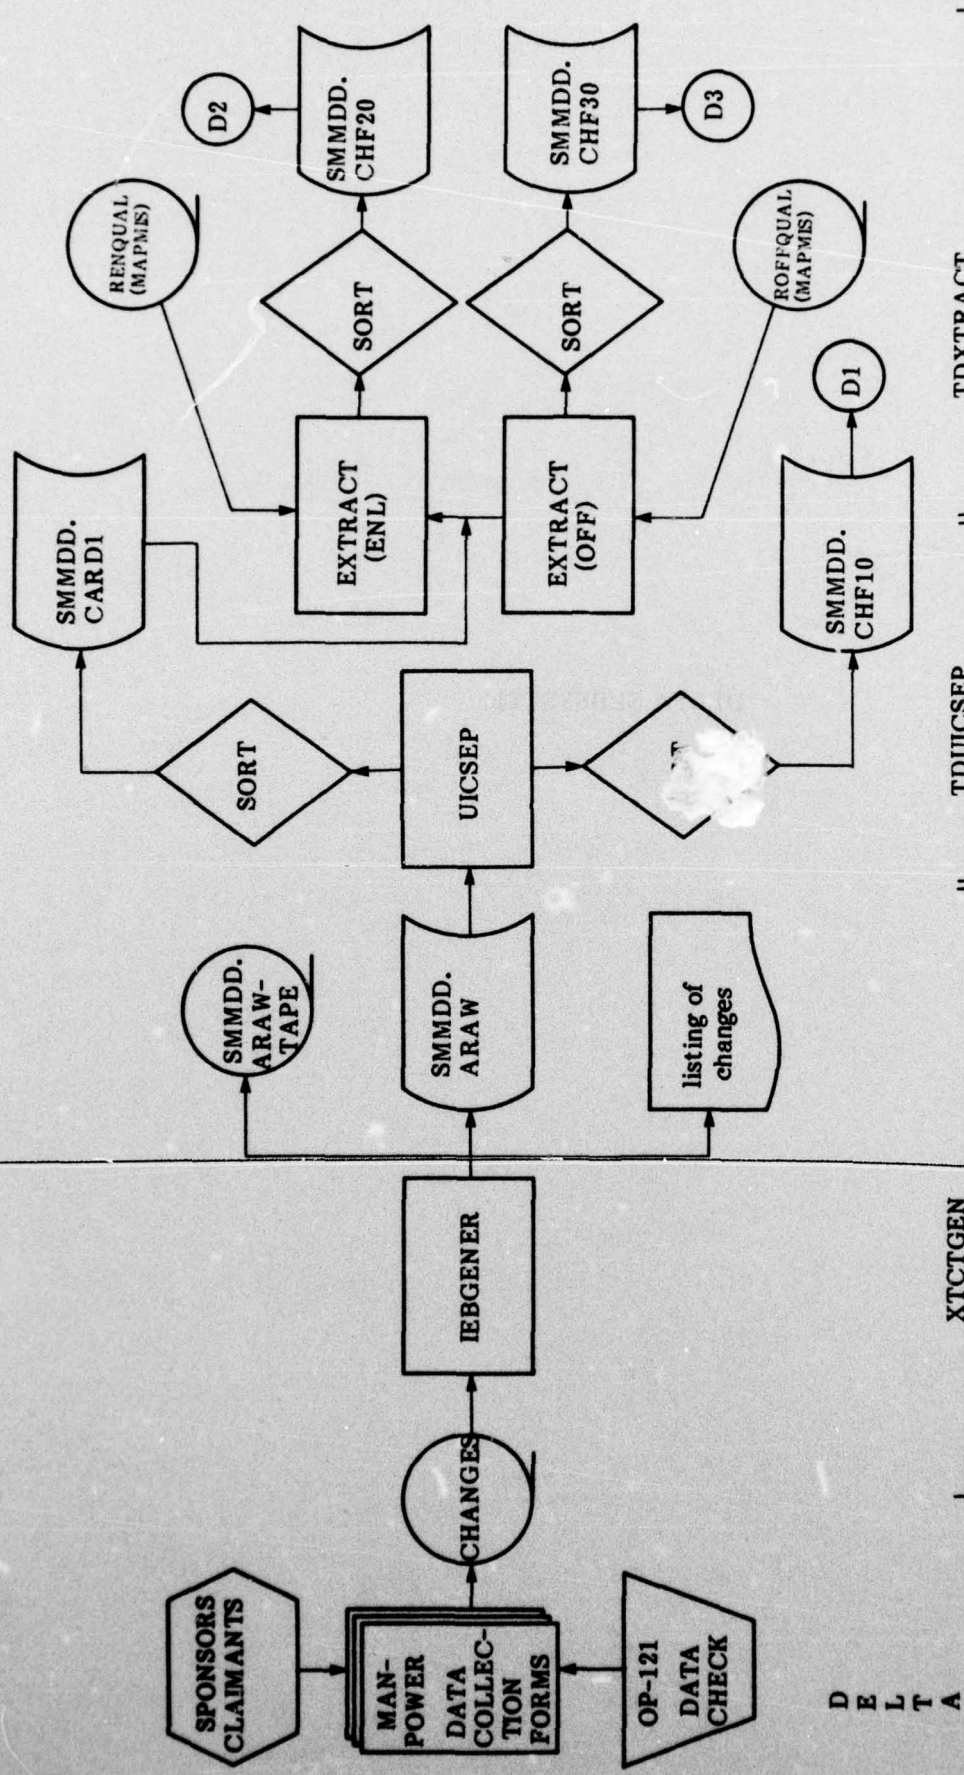 SPONSORS
CLAIMANTS
MAN-
POWER
DATA
COLLEC-
TION
FORMS
OP-121
DATA
CHECK
CHANGES
IEBGENER
SMMDD.
ARAW-
TAPE
SMMDD.
ARAW
listing of
changes
SORT
UICSEP
SMMDD.
CARD1
SMMDD.
CHF10
D1
EXTRACT
(ENL)
EXTRACT
(OFF)
RENQUAL
(MAPMIS)
SORT
SORT
ROFFQUAL
(MAPMIS)
SMMDD.
CHF20
D2
SMMDD.
CHF30
D3
D
E
L
T
A
XTCTGEN
TDUICSEP
TDXTRACT